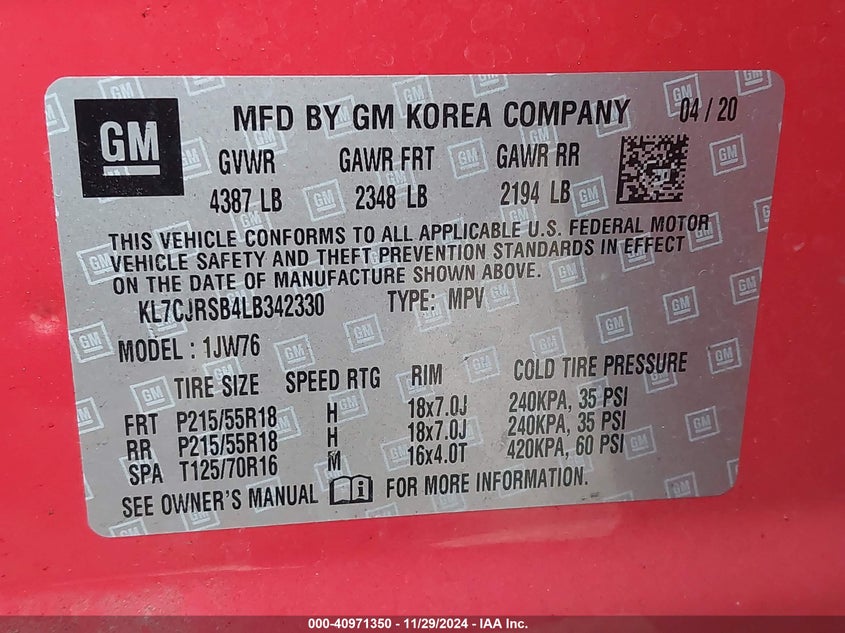 GM MFD BY GM KOREA COMPANY 04 / 20
GVWR GAWR FRT GAWR RR
4387 LB 2348 LB 2194 LB
THIS VEHICLE CONFORMS TO ALL APPLICABLE U.S. FEDERAL MOTOR
VEHICLE SAFETY AND THEFT PREVENTION STANDARDS IN EFFECT
ON THE DATE OF MANUFACTURE SHOWN ABOVE.
KL7CJRSB4LB342330 TYPE: MPV
MODEL : 1JW76
TIRE SIZE SPEED RTG RIM COLD TIRE PRESSURE
FRT P215/55R18 H 18x7.0J 240KPA, 35 PSI
RR P215/55R18 H 18x7.0J 240KPA, 35 PSI
SPA T125/70R16 M 16x4.0T 420KPA, 60 PSI
SEE OWNER'S MANUAL FOR MORE INFORMATION.
000-40971350 - 11/29/2024 - IAA Inc.